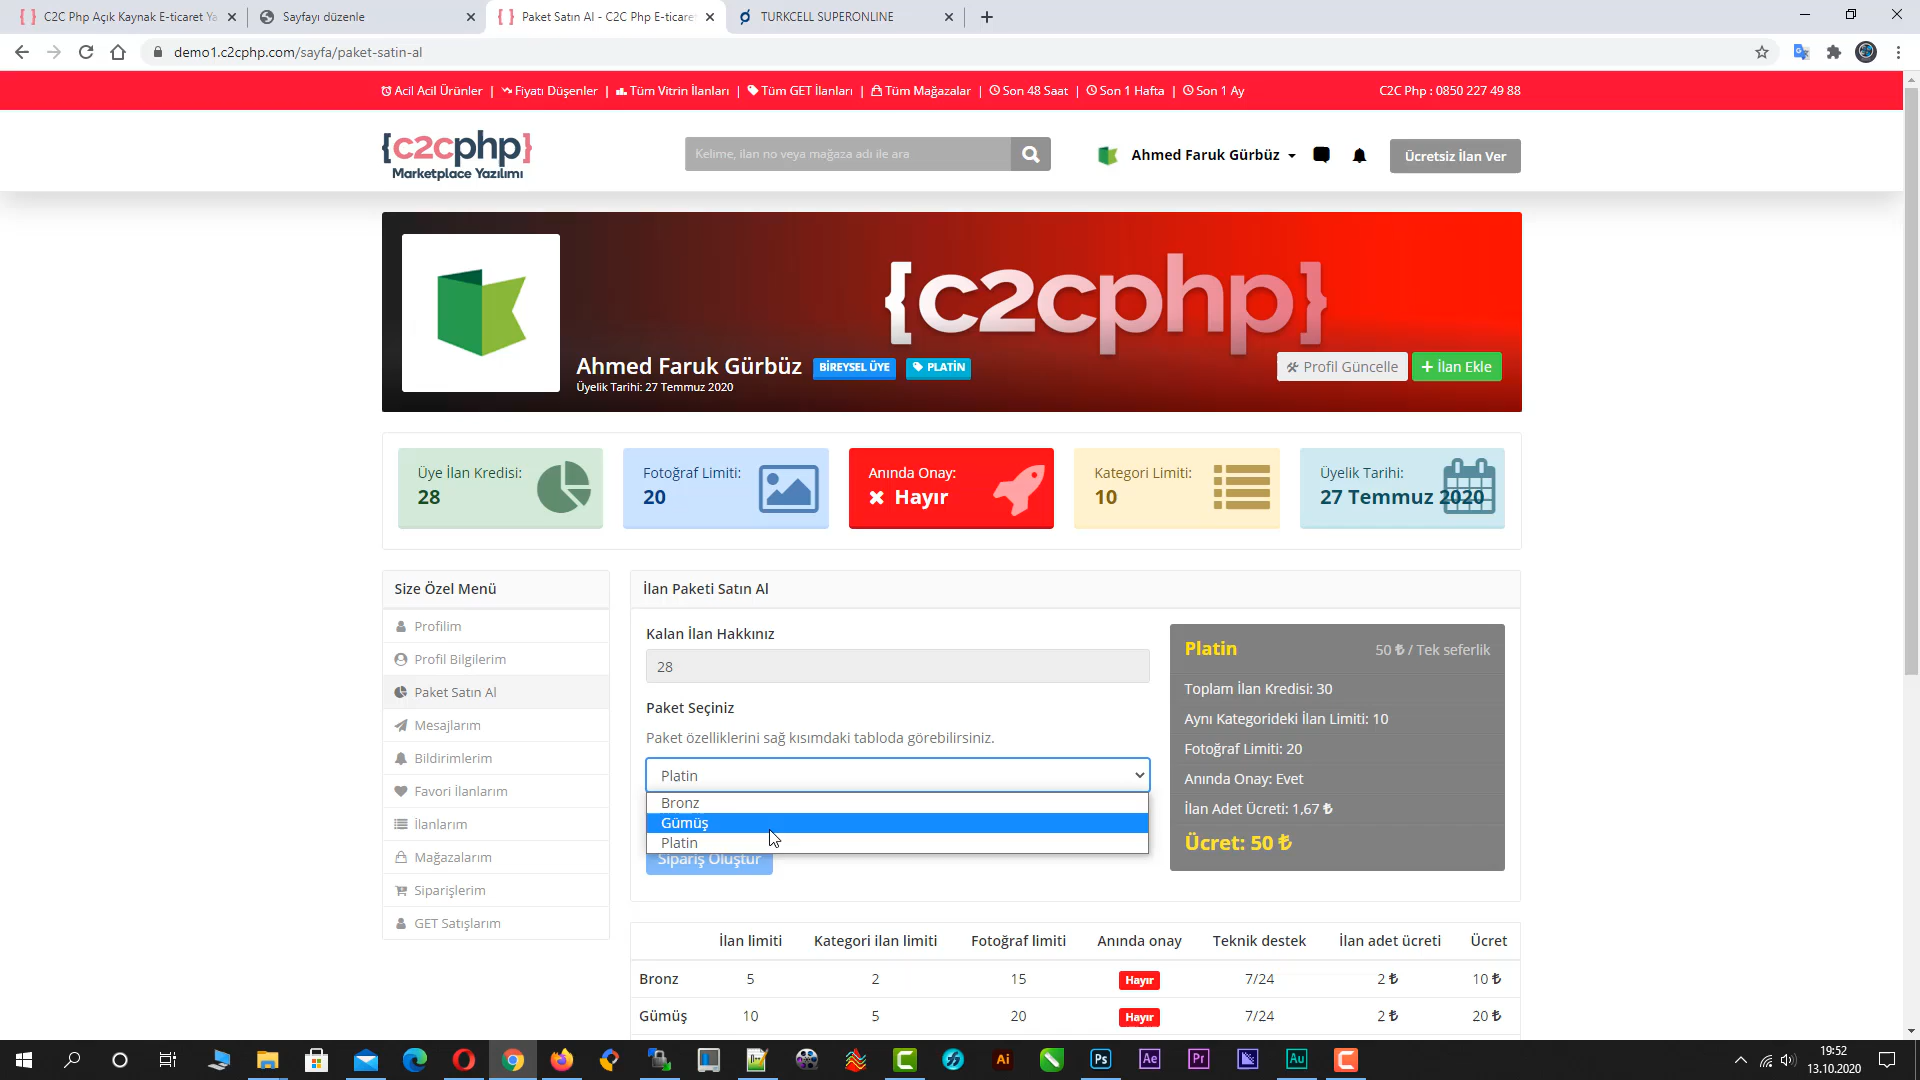 C2C Php Açık Kaynak E-ticaret Ya
Sayfayı düzenle
Paket Satın Al - C2C Php E-ticaret
TURKCELL SUPERONLINE
demo1.c2cphp.com/sayfa/paket-satin-al
Acil Acil Ürünler | Fiyatı Düşenler | Tüm Vitrin İlanları | Tüm GET İlanları | Tüm Mağazalar | Son 48 Saat | Son 1 Hafta | Son 1 Ay
C2C Php : 0850 227 49 88
{c2cphp}
Marketplace Yazılımı
Kelime, ilan no veya mağaza adı ile ara
Ahmed Faruk Gürbüz
Ücretsiz İlan Ver
{c2cphp}
Ahmed Faruk Gürbüz
BİREYSEL ÜYE
PLATİN
Üyelik Tarihi: 27 Temmuz 2020
Profil Güncelle
+ İlan Ekle
Üye İlan Kredisi:
28
Fotoğraf Limiti:
20
Anında Onay:
Hayır
Kategori Limiti:
10
Üyelik Tarihi:
27 Temmuz 2020
Size Özel Menü
Profilim
Profil Bilgilerim
Paket Satın Al
Mesajlarım
Bildirimlerim
Favori İlanlarım
İlanlarım
Mağazalarım
Siparişlerim
GET Satışlarım
İlan Paketi Satın Al
Kalan İlan Hakkınız
28
Paket Seçiniz
Paket özelliklerini sağ kısımdaki tabloda görebilirsiniz.
Platin
Bronz
Gümüş
Platin
Sipariş Oluştur
Platin
50 ₺ / Tek seferlik
Toplam İlan Kredisi: 30
Aynı Kategorideki İlan Limiti: 10
Fotoğraf Limiti: 20
Anında Onay: Evet
İlan Adet Ücreti: 1,67 ₺
Ücret: 50 ₺
İlan limiti Kategori ilan limiti Fotoğraf limiti Anında onay Teknik destek İlan adet ücreti Ücret
Bronz 5 2 15 Hayır 7/24 2 ₺ 10 ₺
Gümüş 10 5 20 Hayır 7/24 2 ₺ 20 ₺
Ai
Ps
Ae
Pr
Au
19:52
13.10.2020